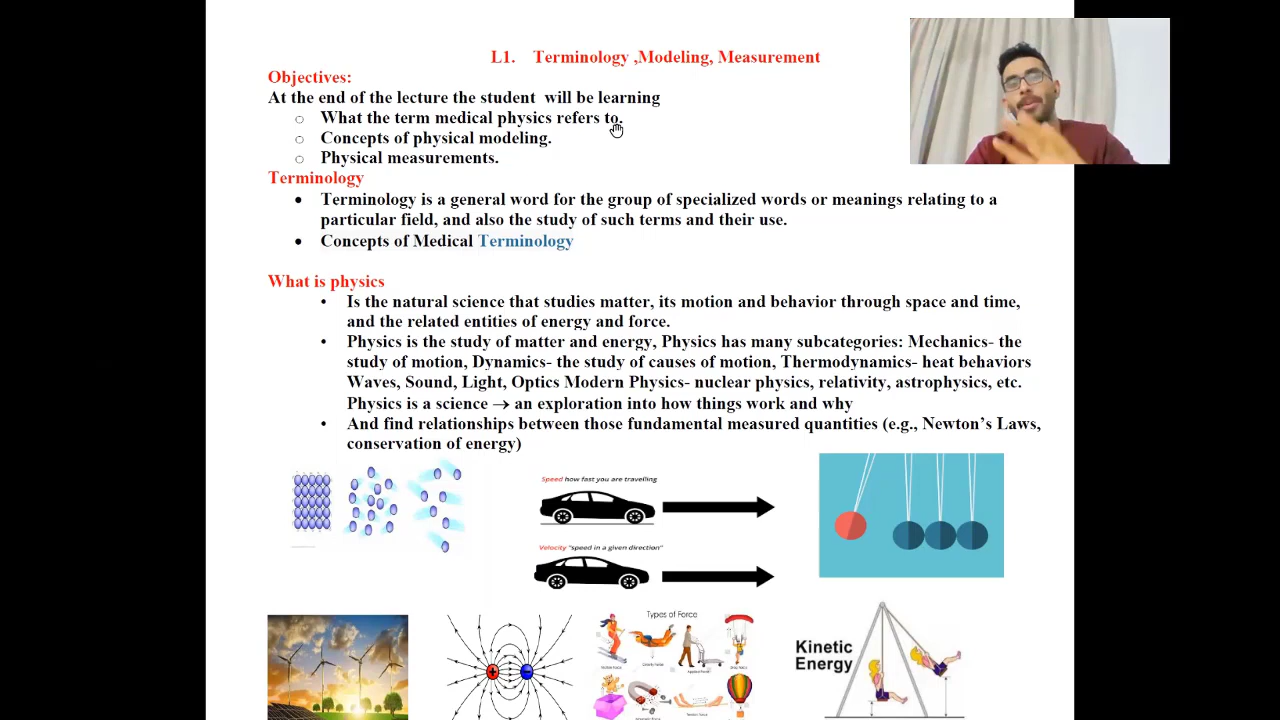 L1. Terminology ,Modeling, Measurement
Objectives:
At the end of the lecture the student will be learning
○ What the term medical physics refers to.
○ Concepts of physical modeling.
○ Physical measurements.
Terminology
• Terminology is a general word for the group of specialized words or meanings relating to a
particular field, and also the study of such terms and their use.
• Concepts of Medical Terminology
What is physics
• Is the natural science that studies matter, its motion and behavior through space and time,
and the related entities of energy and force.
• Physics is the study of matter and energy, Physics has many subcategories: Mechanics- the
study of motion, Dynamics- the study of causes of motion, Thermodynamics- heat behaviors
Waves, Sound, Light, Optics Modern Physics- nuclear physics, relativity, astrophysics, etc.
Physics is a science → an exploration into how things work and why
• And find relationships between those fundamental measured quantities (e.g., Newton’s Laws,
conservation of energy)
Speed how fast you are travelling
Velocity "speed in a given direction"
+ -
Types of Force
Kinetic
Energy